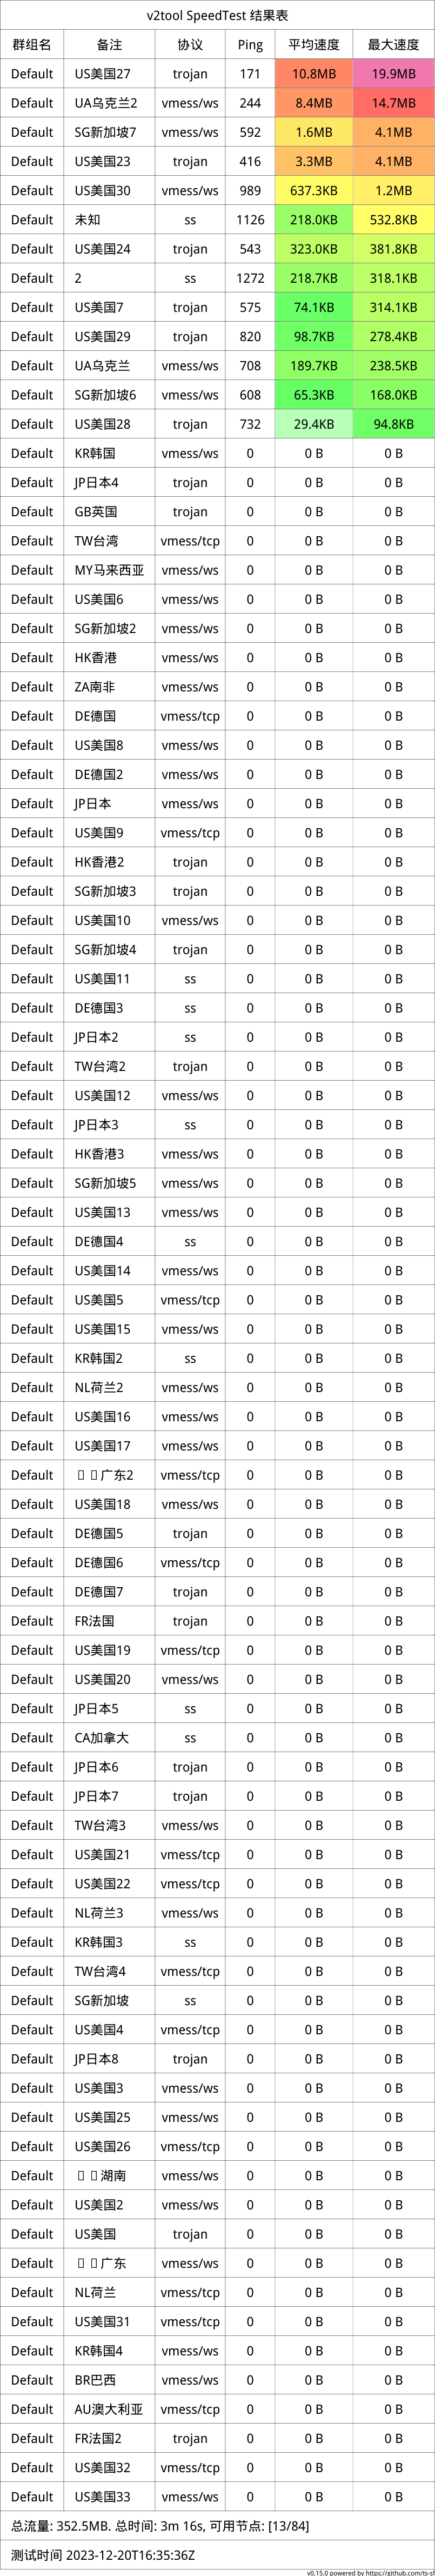 v2tool SpeedTest 结果表
群组名 备注 协议 Ping 平均速度 最大速度
Default US美国27 trojan 171 10.8MB 19.9MB
Default UA乌克兰2 vmess/ws 244 8.4MB 14.7MB
Default SG新加坡7 vmess/ws 592 1.6MB 4.1MB
Default US美国23 trojan 416 3.3MB 4.1MB
Default US美国30 vmess/ws 989 637.3KB 1.2MB
Default 未知 ss 1126 218.0KB 532.8KB
Default US美国24 trojan 543 323.0KB 381.8KB
Default 2 ss 1272 218.7KB 318.1KB
Default US美国7 trojan 575 74.1KB 314.1KB
Default US美国29 trojan 820 98.7KB 278.4KB
Default UA乌克兰 vmess/ws 708 189.7KB 238.5KB
Default SG新加坡6 vmess/ws 608 65.3KB 168.0KB
Default US美国28 trojan 732 29.4KB 94.8KB
Default KR韩国 vmess/ws 0 0 B 0 B
Default JP日本4 trojan 0 0 B 0 B
Default GB英国 trojan 0 0 B 0 B
Default TW台湾 vmess/tcp 0 0 B 0 B
Default MY马来西亚 vmess/ws 0 0 B 0 B
Default US美国6 vmess/ws 0 0 B 0 B
Default SG新加坡2 vmess/ws 0 0 B 0 B
Default HK香港 vmess/ws 0 0 B 0 B
Default ZA南非 vmess/ws 0 0 B 0 B
Default DE德国 vmess/tcp 0 0 B 0 B
Default US美国8 vmess/ws 0 0 B 0 B
Default DE德国2 vmess/ws 0 0 B 0 B
Default JP日本 vmess/ws 0 0 B 0 B
Default US美国9 vmess/tcp 0 0 B 0 B
Default HK香港2 trojan 0 0 B 0 B
Default SG新加坡3 trojan 0 0 B 0 B
Default US美国10 vmess/ws 0 0 B 0 B
Default SG新加坡4 trojan 0 0 B 0 B
Default US美国11 ss 0 0 B 0 B
Default DE德国3 ss 0 0 B 0 B
Default JP日本2 ss 0 0 B 0 B
Default TW台湾2 trojan 0 0 B 0 B
Default US美国12 vmess/ws 0 0 B 0 B
Default JP日本3 ss 0 0 B 0 B
Default HK香港3 vmess/ws 0 0 B 0 B
Default SG新加坡5 vmess/ws 0 0 B 0 B
Default US美国13 vmess/ws 0 0 B 0 B
Default DE德国4 ss 0 0 B 0 B
Default US美国14 vmess/ws 0 0 B 0 B
Default US美国5 vmess/tcp 0 0 B 0 B
Default US美国15 vmess/ws 0 0 B 0 B
Default KR韩国2 ss 0 0 B 0 B
Default NL荷兰2 vmess/ws 0 0 B 0 B
Default US美国16 vmess/ws 0 0 B 0 B
Default US美国17 vmess/ws 0 0 B 0 B
Default 广东2 vmess/tcp 0 0 B 0 B
Default US美国18 vmess/ws 0 0 B 0 B
Default DE德国5 trojan 0 0 B 0 B
Default DE德国6 vmess/tcp 0 0 B 0 B
Default DE德国7 trojan 0 0 B 0 B
Default FR法国 trojan 0 0 B 0 B
Default US美国19 vmess/tcp 0 0 B 0 B
Default US美国20 vmess/ws 0 0 B 0 B
Default JP日本5 ss 0 0 B 0 B
Default CA加拿大 ss 0 0 B 0 B
Default JP日本6 trojan 0 0 B 0 B
Default JP日本7 trojan 0 0 B 0 B
Default TW台湾3 vmess/ws 0 0 B 0 B
Default US美国21 vmess/tcp 0 0 B 0 B
Default US美国22 vmess/tcp 0 0 B 0 B
Default NL荷兰3 vmess/ws 0 0 B 0 B
Default KR韩国3 ss 0 0 B 0 B
Default TW台湾4 vmess/tcp 0 0 B 0 B
Default SG新加坡 ss 0 0 B 0 B
Default US美国4 vmess/tcp 0 0 B 0 B
Default JP日本8 trojan 0 0 B 0 B
Default US美国3 vmess/ws 0 0 B 0 B
Default US美国25 vmess/ws 0 0 B 0 B
Default US美国26 vmess/tcp 0 0 B 0 B
Default 湖南 vmess/ws 0 0 B 0 B
Default US美国2 vmess/ws 0 0 B 0 B
Default US美国 trojan 0 0 B 0 B
Default 广东 vmess/ws 0 0 B 0 B
Default NL荷兰 vmess/tcp 0 0 B 0 B
Default US美国31 vmess/tcp 0 0 B 0 B
Default KR韩国4 vmess/ws 0 0 B 0 B
Default BR巴西 vmess/ws 0 0 B 0 B
Default AU澳大利亚 vmess/tcp 0 0 B 0 B
Default FR法国2 trojan 0 0 B 0 B
Default US美国32 vmess/tcp 0 0 B 0 B
Default US美国33 vmess/ws 0 0 B 0 B
总流量: 352.5MB. 总时间: 3m 16s, 可用节点: [13/84]
测试时间 2023-12-20T16:35:36Z
v0.15.0 powered by https://github.com/ts-sf